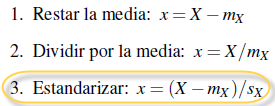 1. Restar la media: x = X − m_X
2. Dividir por la media: x = X/m_X
3. Estandarizar: x = (X − m_X)/s_X